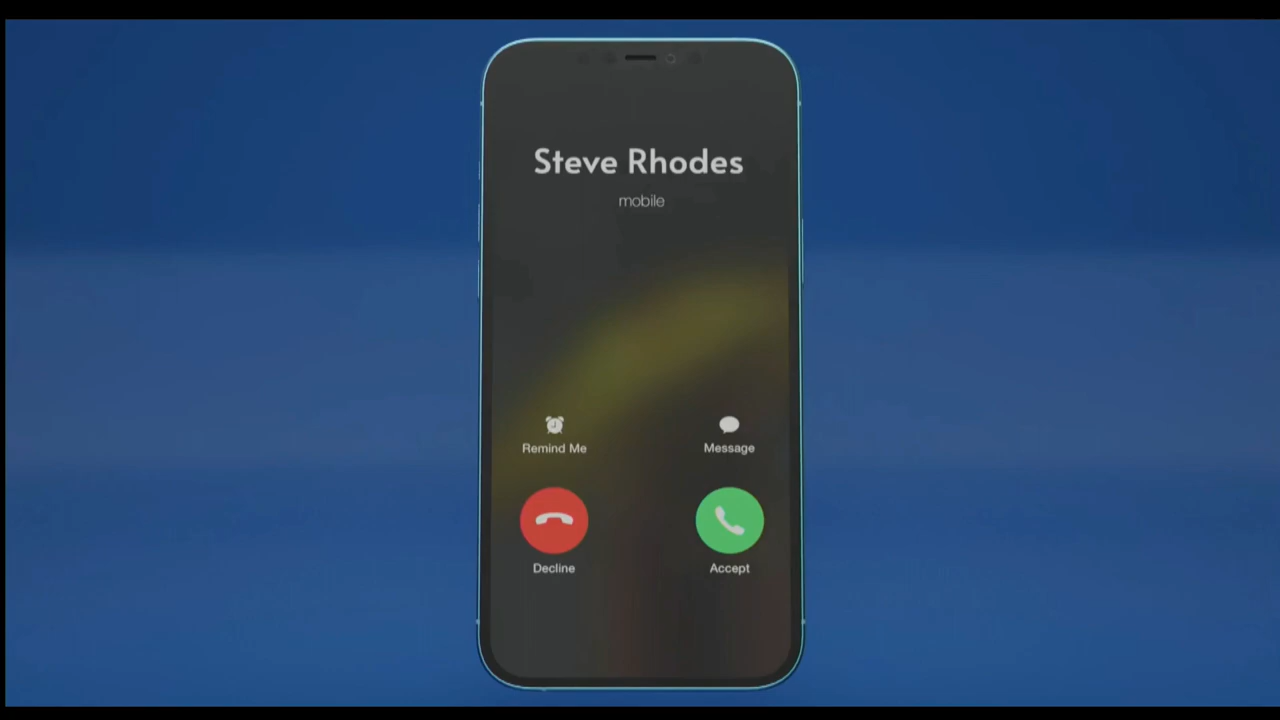 Steve Rhodes
mobile
Remind Me
Message
Decline
Accept